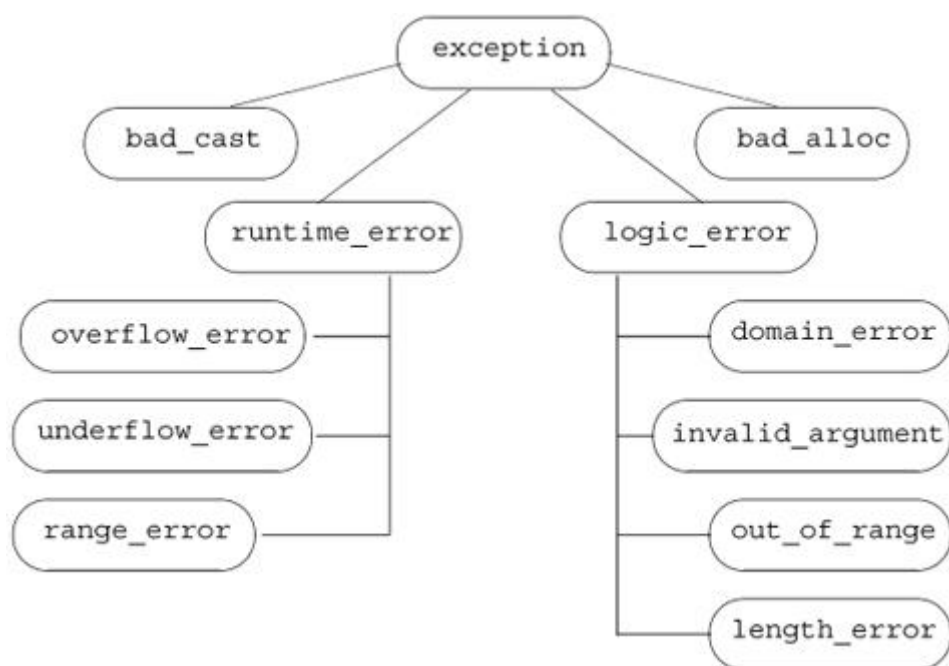 exception
bad_cast
bad_alloc
runtime_error
logic_error
overflow_error
domain_error
underflow_error
invalid_argument
range_error
out_of_range
length_error